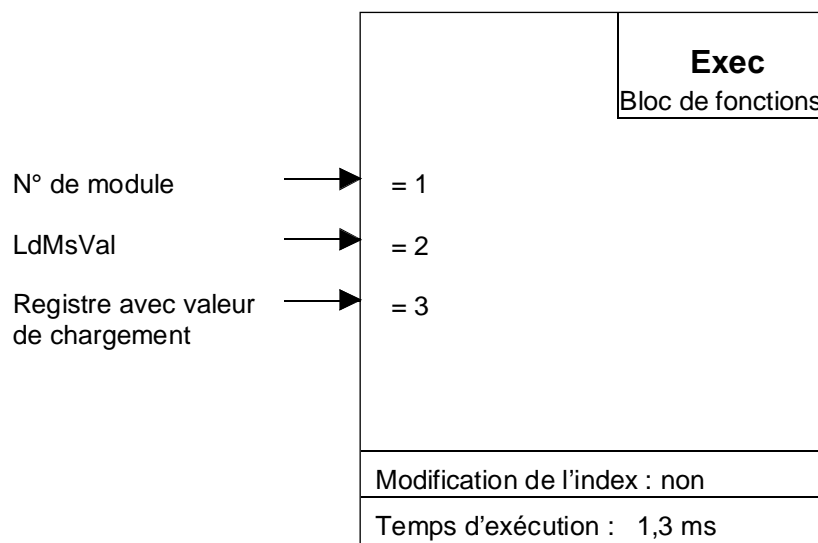 Exec
Bloc de fonctions
N° de module = 1
LdMsVal = 2
Registre avec valeur = 3
de chargement
Modification de l'index : non
Temps d'exécution : 1,3 ms